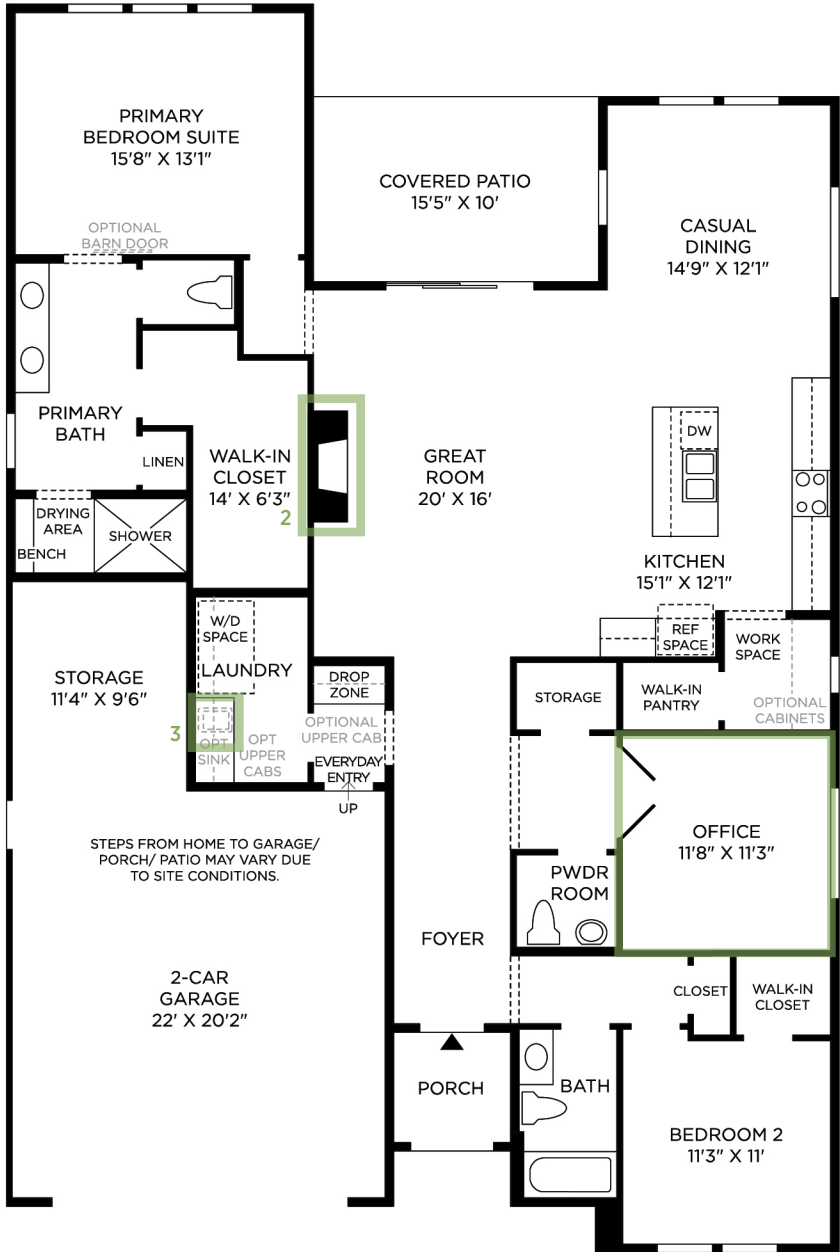 PRIMARY
BEDROOM SUITE
15'8" X 13'1"
OPTIONAL
BARN DOOR
COVERED PATIO
15'5" X 10'
CASUAL
DINING
14'9" X 12'1"
PRIMARY
BATH
LINEN
WALK-IN
CLOSET
14' X 6'3"
2
GREAT
ROOM
20' X 16'
DW
KITCHEN
15'1" X 12'1"
DRYING
AREA
BENCH
SHOWER
REF
SPACE
WORK
SPACE
W/D
SPACE
LAUNDRY
STORAGE
11'4" X 9'6"
DROP
ZONE
STORAGE
WALK-IN
PANTRY
OPTIONAL
CABINETS
3
OPT
SINK
OPT
UPPER
CABS
OPTIONAL
UPPER CAB
EVERYDAY
ENTRY
UP
OFFICE
11'8" X 11'3"
STEPS FROM HOME TO GARAGE/
PORCH/ PATIO MAY VARY DUE
TO SITE CONDITIONS.
PWDR
ROOM
FOYER
2-CAR
GARAGE
22' X 20'2"
CLOSET
WALK-IN
CLOSET
PORCH
BATH
BEDROOM 2
11'3" X 11'